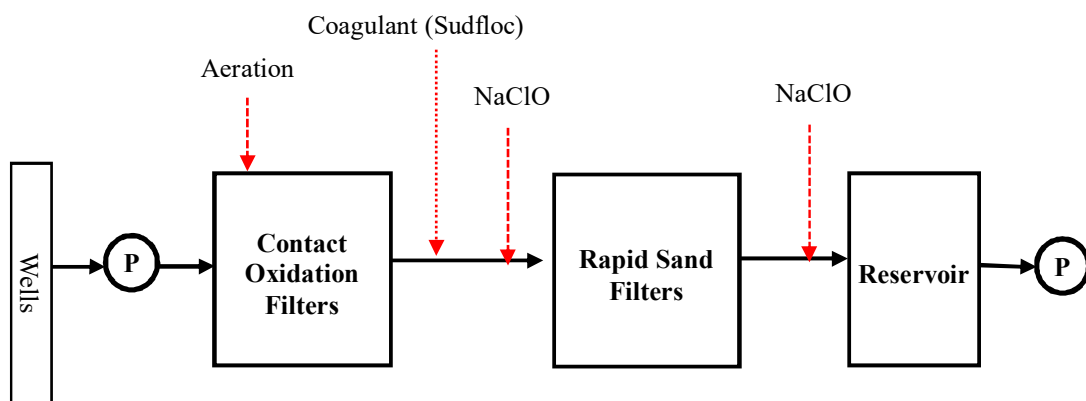 Coagulant (Sudfloc)
Aeration
NaClO
NaClO
Wells
P
Contact
Oxidation
Filters
Rapid Sand
Filters
Reservoir
P